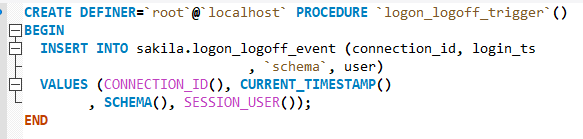 CREATE DEFINER=`root`@`localhost` PROCEDURE `logon_logoff_trigger`()
BEGIN
INSERT INTO sakila.logon_logoff_event (connection_id, login_ts
, `schema`, user)
VALUES (CONNECTION_ID(), CURRENT_TIMESTAMP()
, SCHEMA(), SESSION_USER());
END